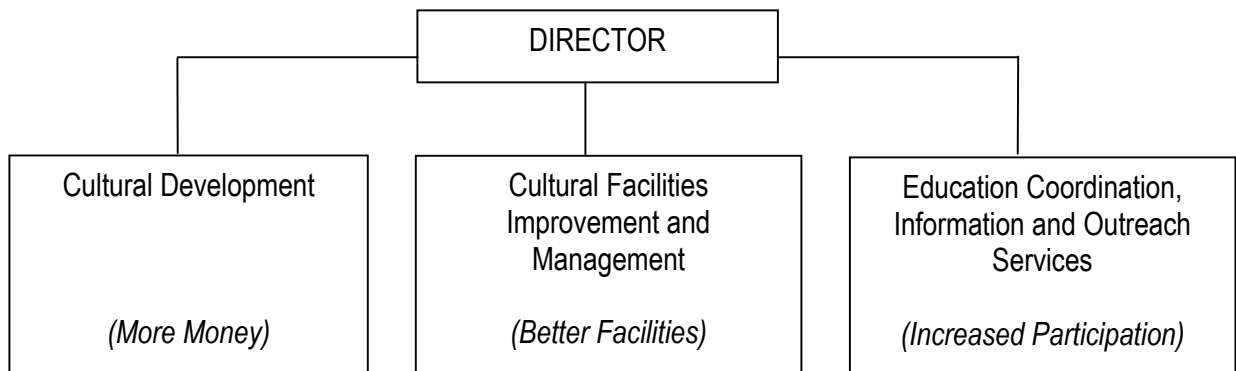 DIRECTOR
Cultural Development
(More Money)
Cultural Facilities
Improvement and
Management
(Better Facilities)
Education Coordination,
Information and Outreach
Services
(Increased Participation)